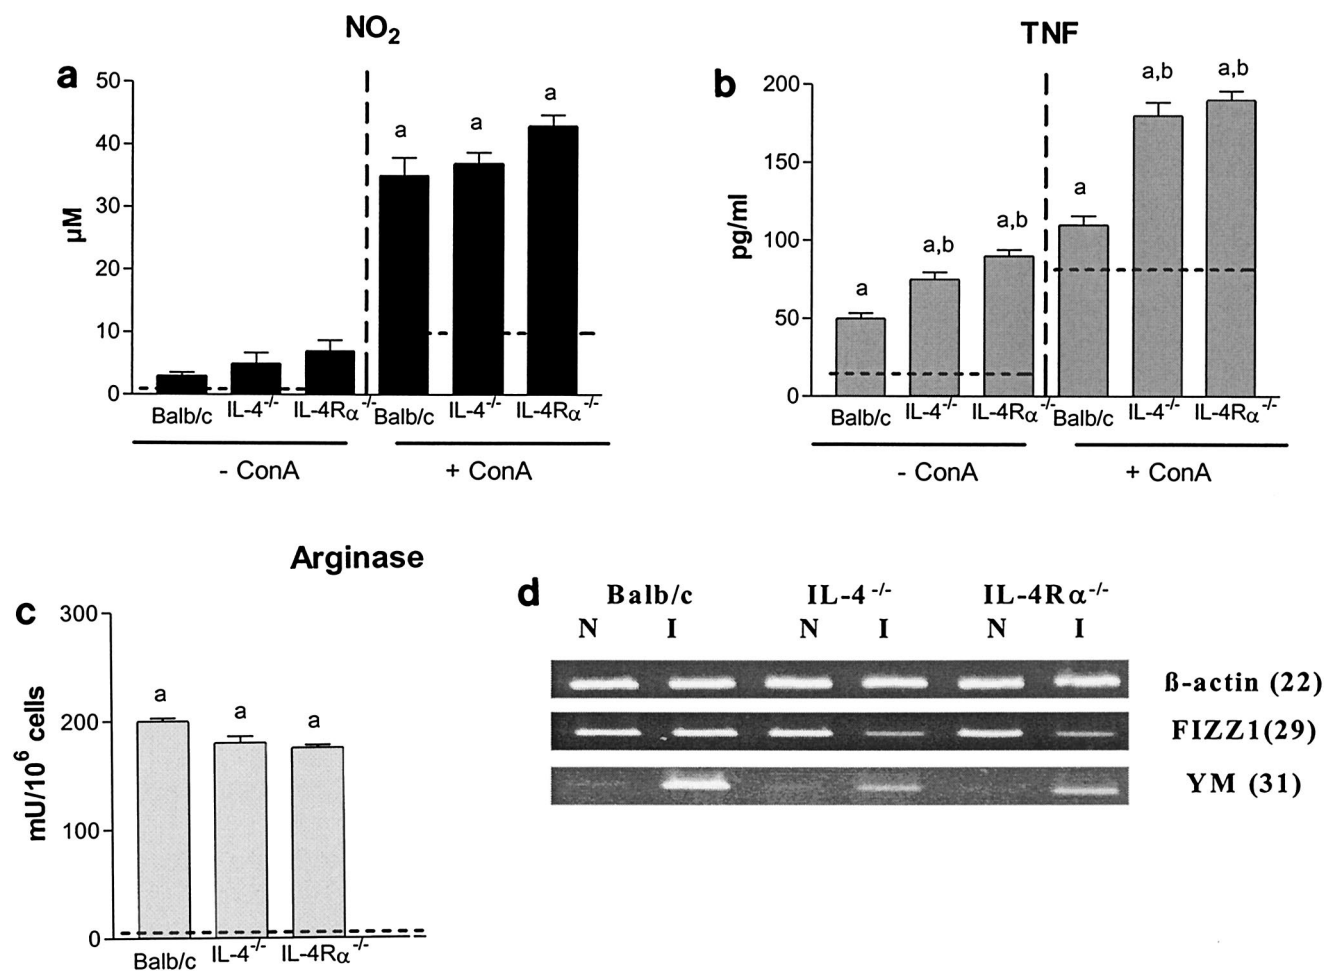 NO₂
a
50
40
30
20
10
0
µM
a
a
a
Balb/c IL-4-/- IL-4Rα-/- Balb/c IL-4-/- IL-4Rα-/-
- ConA + ConA
TNF
b
200
150
100
50
0
pg/ml
a
a,b
a,b
a
a,b
a,b
Balb/c IL-4-/- IL-4Rα-/- Balb/c IL-4-/- IL-4Rα-/-
- ConA + ConA
Arginase
c
300
200
100
0
mU/10⁶ cells
a
a
a
Balb/c IL-4-/- IL-4Rα-/-
d
Balb/c IL-4-/- IL-4Rα-/-
N I N I N I
ß-actin (22)
FIZZ1(29)
YM (31)